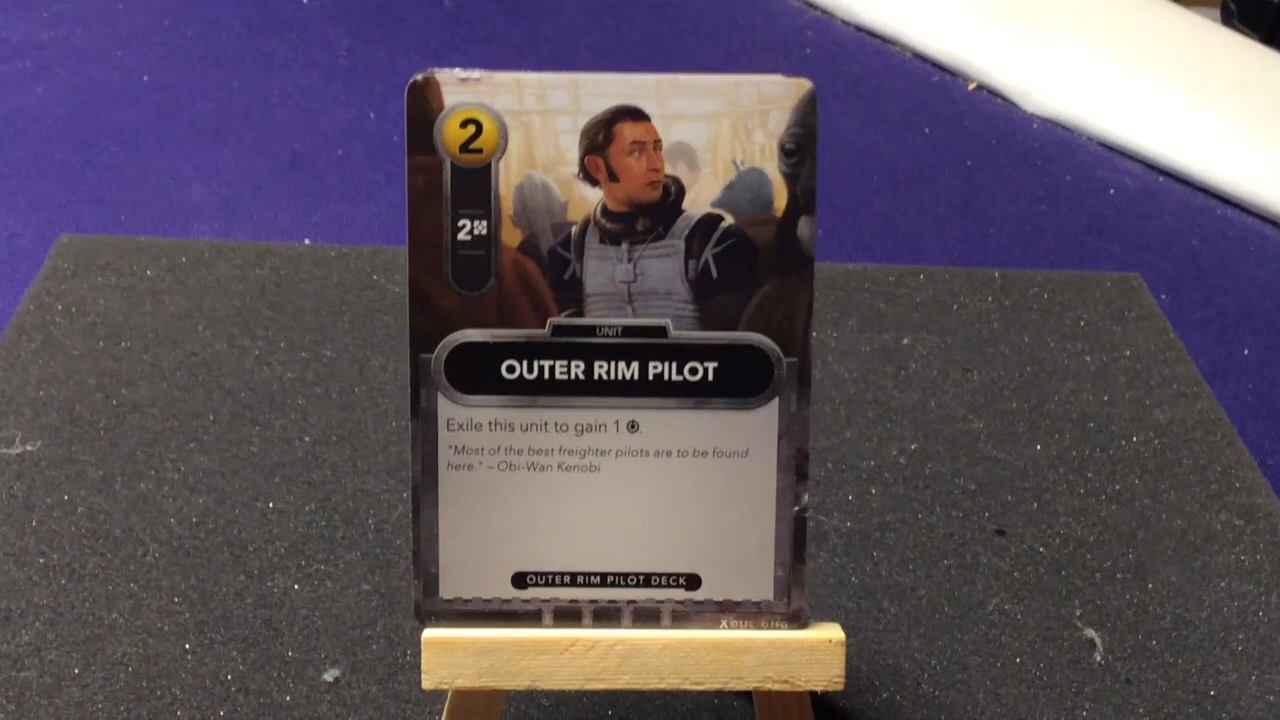 2
2
UNIT
OUTER RIM PILOT
Exile this unit to gain 1 .
"Most of the best freighter pilots are to be found
here." – Obi-Wan Kenobi
OUTER RIM PILOT DECK